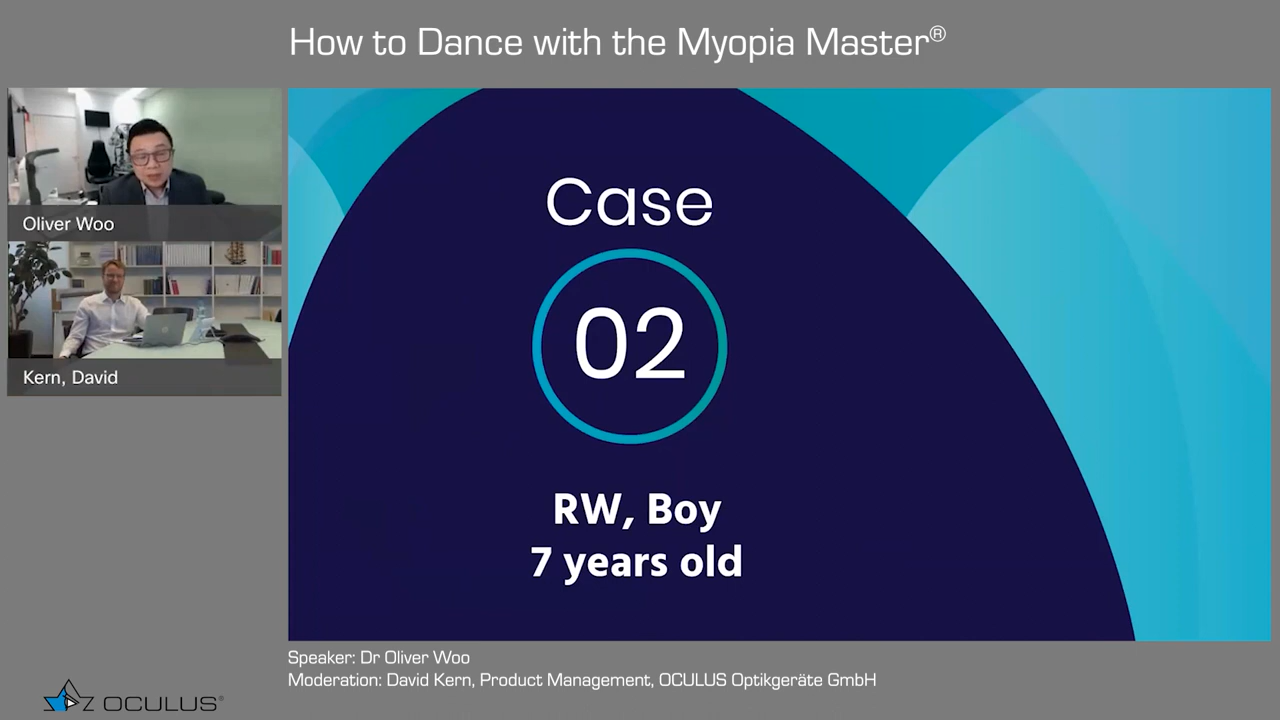 How to Dance with the Myopia Master®
Oliver Woo
Kern, David
Case
02
RW, Boy
7 years old
Speaker: Dr Oliver Woo
Moderation: David Kern, Product Management, OCULUS Optikgeräte GmbH
OCULUS®